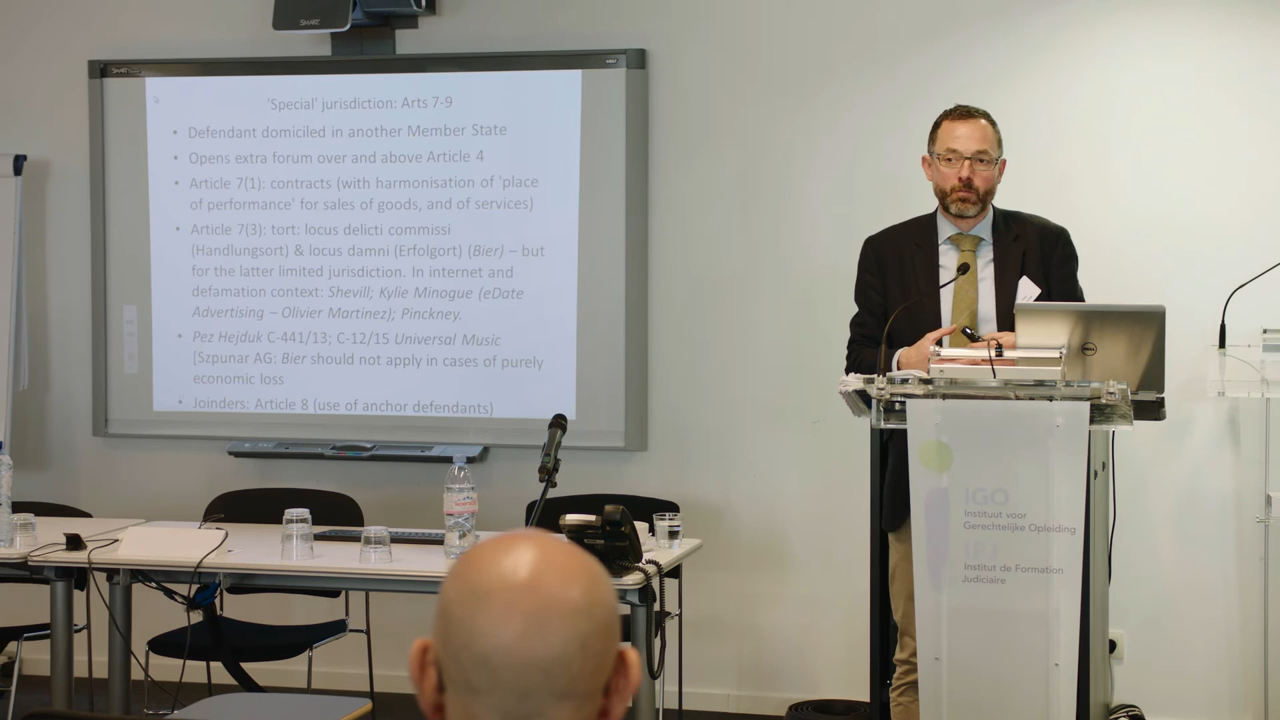 SMART
'Special' jurisdiction: Arts 7-9
• Defendant domiciled in another Member State
• Opens extra forum over and above Article 4
• Article 7(1): contracts (with harmonisation of 'place
of performance' for sales of goods, and of services)
• Article 7(3): tort: locus delicti commissi
(Handlungsort) & locus damni (Erfolgort) (Bier) – but
for the latter limited jurisdiction. In internet and
defamation context: Shevill; Kylie Minogue (eDate
Advertising – Olivier Martinez); Pinckney.
• Pez Hejduk C-441/13; C-12/15 Universal Music
[Szpunar AG: Bier should not apply in cases of purely
economic loss
• Joinders: Article 8 (use of anchor defendants)
DELL
IGO
Instituut voor
Gerechtelijke Opleiding
IFJ
Institut de Formation
Judiciaire